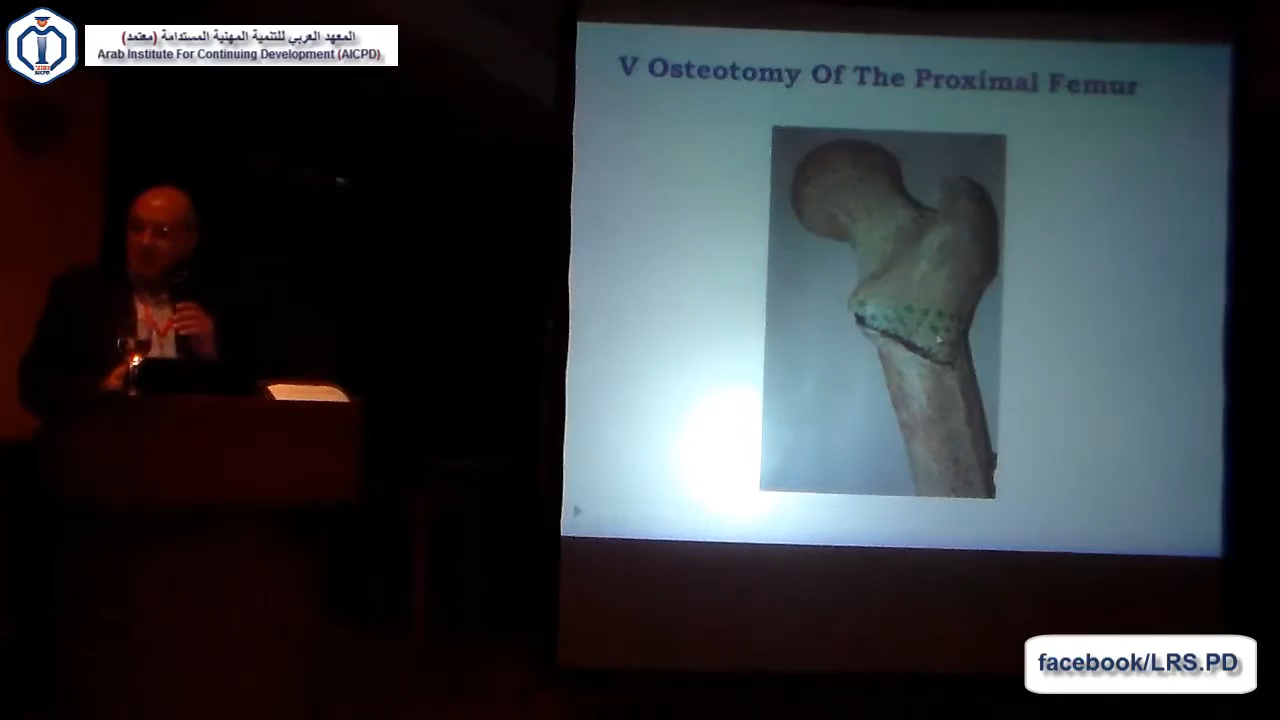 المعهد العربي للتنمية المهنية المستدامة (معتمد)
Arab Institute For Continuing Development (AICPD)
AICPD
V Osteotomy Of The Proximal Femur
facebook/LRS.PD